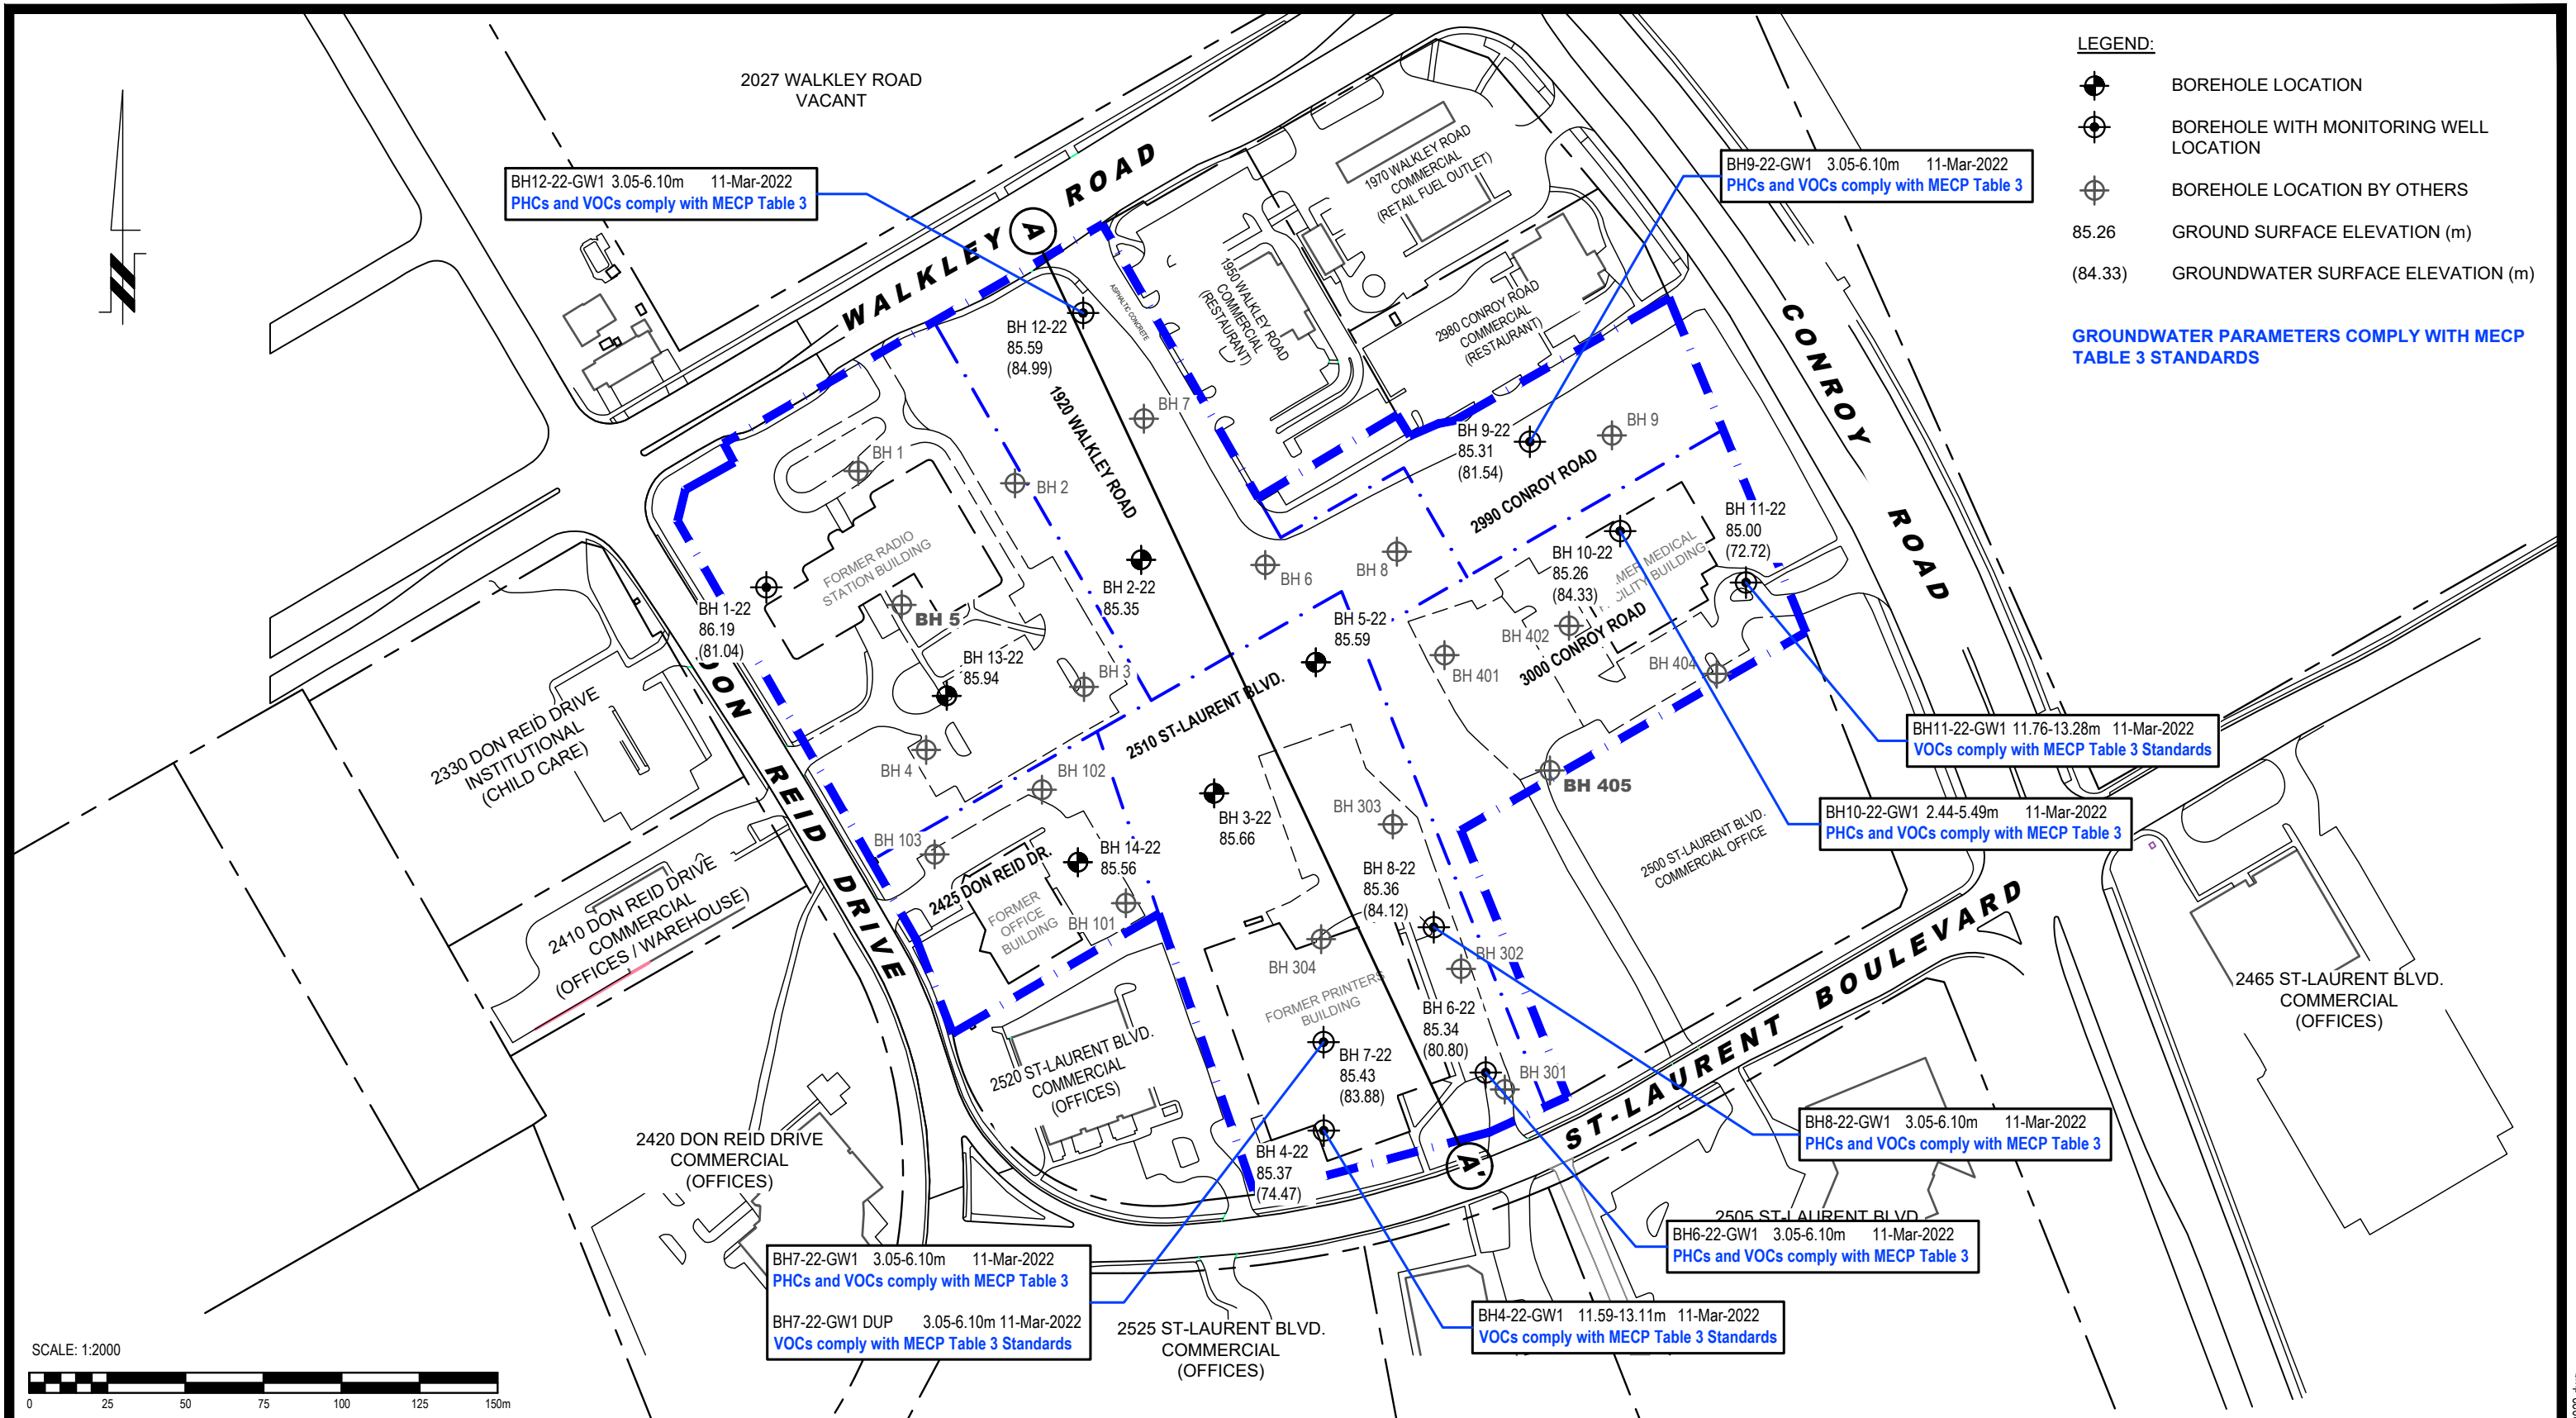 2027 WALKLEY ROAD
VACANT
LEGEND:
BOREHOLE LOCATION
BOREHOLE WITH MONITORING WELL
LOCATION
BOREHOLE LOCATION BY OTHERS
85.26 GROUND SURFACE ELEVATION (m)
(84.33) GROUNDWATER SURFACE ELEVATION (m)
GROUNDWATER PARAMETERS COMPLY WITH MECP
TABLE 3 STANDARDS
BH12-22-GW1 3.05-6.10m 11-Mar-2022
PHCs and VOCs comply with MECP Table 3
BH9-22-GW1 3.05-6.10m 11-Mar-2022
PHCs and VOCs comply with MECP Table 3
WALKLEY ROAD
A
1970 WALKLEY ROAD
COMMERCIAL
(RETAIL FUEL OUTLET)
1950 WALKLEY ROAD
COMMERCIAL
(RESTAURANT)
2980 CONROY ROAD
COMMERCIAL
(RESTAURANT)
ASPHALTIC CONCRETE
CONROY ROAD
BH 12-22
85.59
(84.99)
1920 WALKLEY ROAD
BH 7
BH 1
BH 2
BH 9-22
85.31
(81.54)
BH 9
2990 CONROY ROAD
FORMER RADIO
STATION BUILDING
BH 5
BH 1-22
86.19
(81.04)
BH 2-22
85.35
BH 6
BH 8
BH 10-22
85.26
(84.33)
MER MEDICAL
CILITY BUILDING
BH 11-22
85.00
(72.72)
BH 13-22
85.94
BH 3
BH 5-22
85.59
BH 402
BH 401
3000 CONROY ROAD
BH 404
DON REID DRIVE
2330 DON REID DRIVE
INSTITUTIONAL
(CHILD CARE)
2510 ST-LAURENT BLVD.
BH 4
BH 102
BH 103
BH 3-22
85.66
BH 303
BH 405
BH11-22-GW1 11.76-13.28m 11-Mar-2022
VOCs comply with MECP Table 3 Standards
BH10-22-GW1 2.44-5.49m 11-Mar-2022
PHCs and VOCs comply with MECP Table 3
2500 ST-LAURENT BLVD.
COMMERCIAL OFFICE
BH 14-22
85.56
2425 DON REID DR.
FORMER
OFFICE
BUILDING
BH 101
BH 8-22
85.36
(84.12)
2410 DON REID DRIVE
COMMERCIAL
(OFFICES / WAREHOUSE)
BH 304
BH 302
FORMER PRINTERS
BUILDING
BH 6-22
85.34
(80.80)
BH 7-22
85.43
(83.88)
BH 301
ST-LAURENT BOULEVARD
2465 ST-LAURENT BLVD.
COMMERCIAL
(OFFICES)
2520 ST-LAURENT BLVD.
COMMERCIAL
(OFFICES)
2420 DON REID DRIVE
COMMERCIAL
(OFFICES)
BH 4-22
85.37
(74.47)
A'
BH8-22-GW1 3.05-6.10m 11-Mar-2022
PHCs and VOCs comply with MECP Table 3
2505 ST-LAURENT BLVD.
BH6-22-GW1 3.05-6.10m 11-Mar-2022
PHCs and VOCs comply with MECP Table 3
BH7-22-GW1 3.05-6.10m 11-Mar-2022
PHCs and VOCs comply with MECP Table 3
BH7-22-GW1 DUP 3.05-6.10m 11-Mar-2022
VOCs comply with MECP Table 3 Standards
BH4-22-GW1 11.59-13.11m 11-Mar-2022
VOCs comply with MECP Table 3 Standards
2525 ST-LAURENT BLVD.
COMMERCIAL
(OFFICES)
SCALE: 1:2000
0 25 50 75 100 125 150m